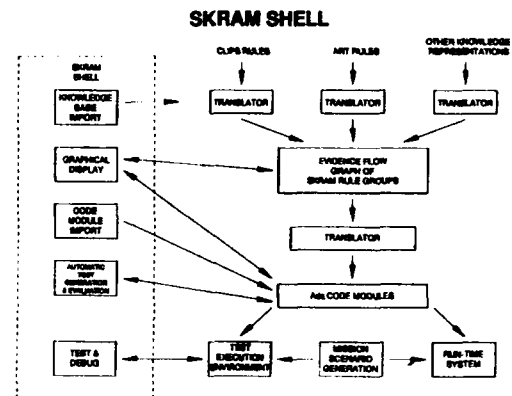 SKRAM SHELL
CLIPS RULES
ART RULES
OTHER KNOWLEDGE
REPRESENTATIONS
SKRAM
SHELL
KNOWLEDGE
BASE
IMPORT
TRANSLATOR
TRANSLATOR
TRANSLATOR
GRAPHICAL
DISPLAY
EVIDENCE FLOW
GRAPH OF
SKRAM RULE GROUPS
CODE
MODULE
IMPORT
TRANSLATOR
AUTOMATIC
TEST
GENERATION
& EVALUATION
Ada CODE MODULES
TEST &
DEBUG
TEST
EXECUTION
ENVIRONMENT
MISSION
SCENARIO
GENERATION
RUN-TIME
SYSTEM